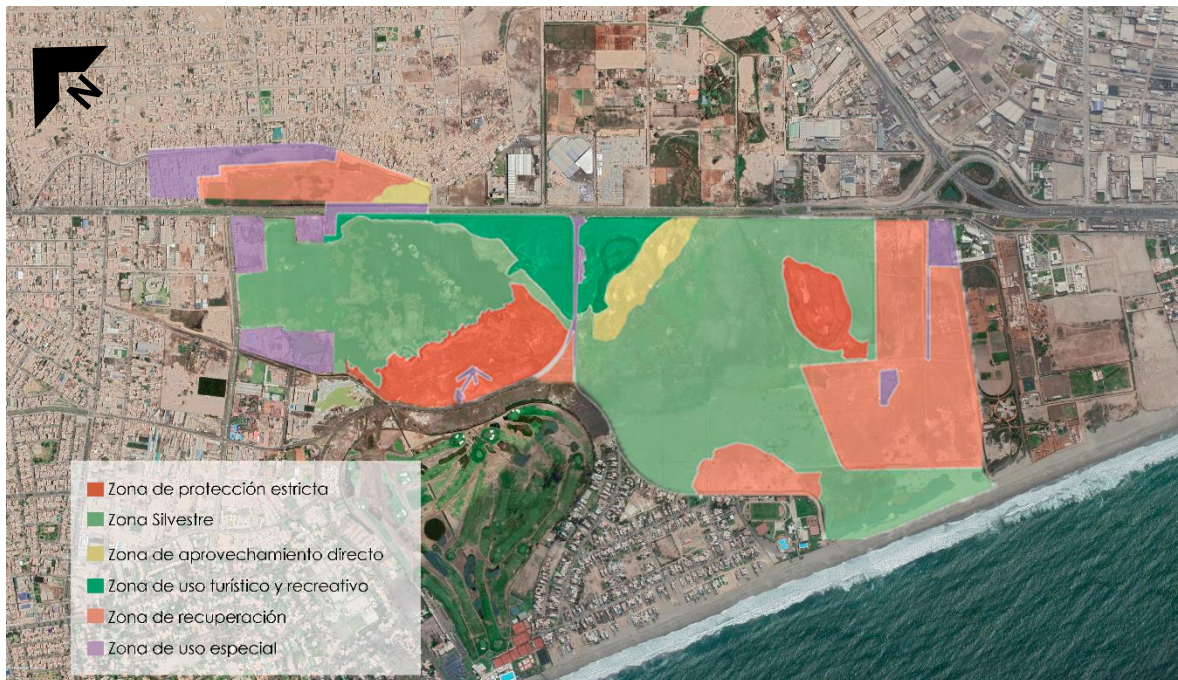 N
Zona de protección estricta
Zona Silvestre
Zona de aprovechamiento directo
Zona de uso turístico y recreativo
Zona de recuperación
Zona de uso especial